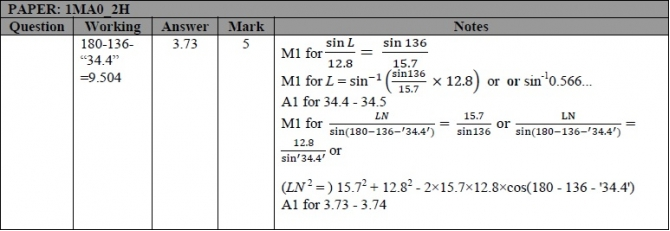 PAPER: 1MA0_2H
Question Working Answer Mark Notes
180-136-
“34.4”
=9.504
3.73
5
M1 for sin L / 12.8 = sin 136 / 15.7
M1 for L = sin⁻¹ (sin136 / 15.7 × 12.8) or or sin⁻¹0.566...
A1 for 34.4 - 34.5
M1 for LN / sin(180−136−'34.4') = 15.7 / sin136 or LN / sin(180−136−'34.4') =
12.8 / sin'34.4' or
(LN² = ) 15.7² + 12.8² - 2×15.7×12.8×cos(180 - 136 - '34.4')
A1 for 3.73 - 3.74